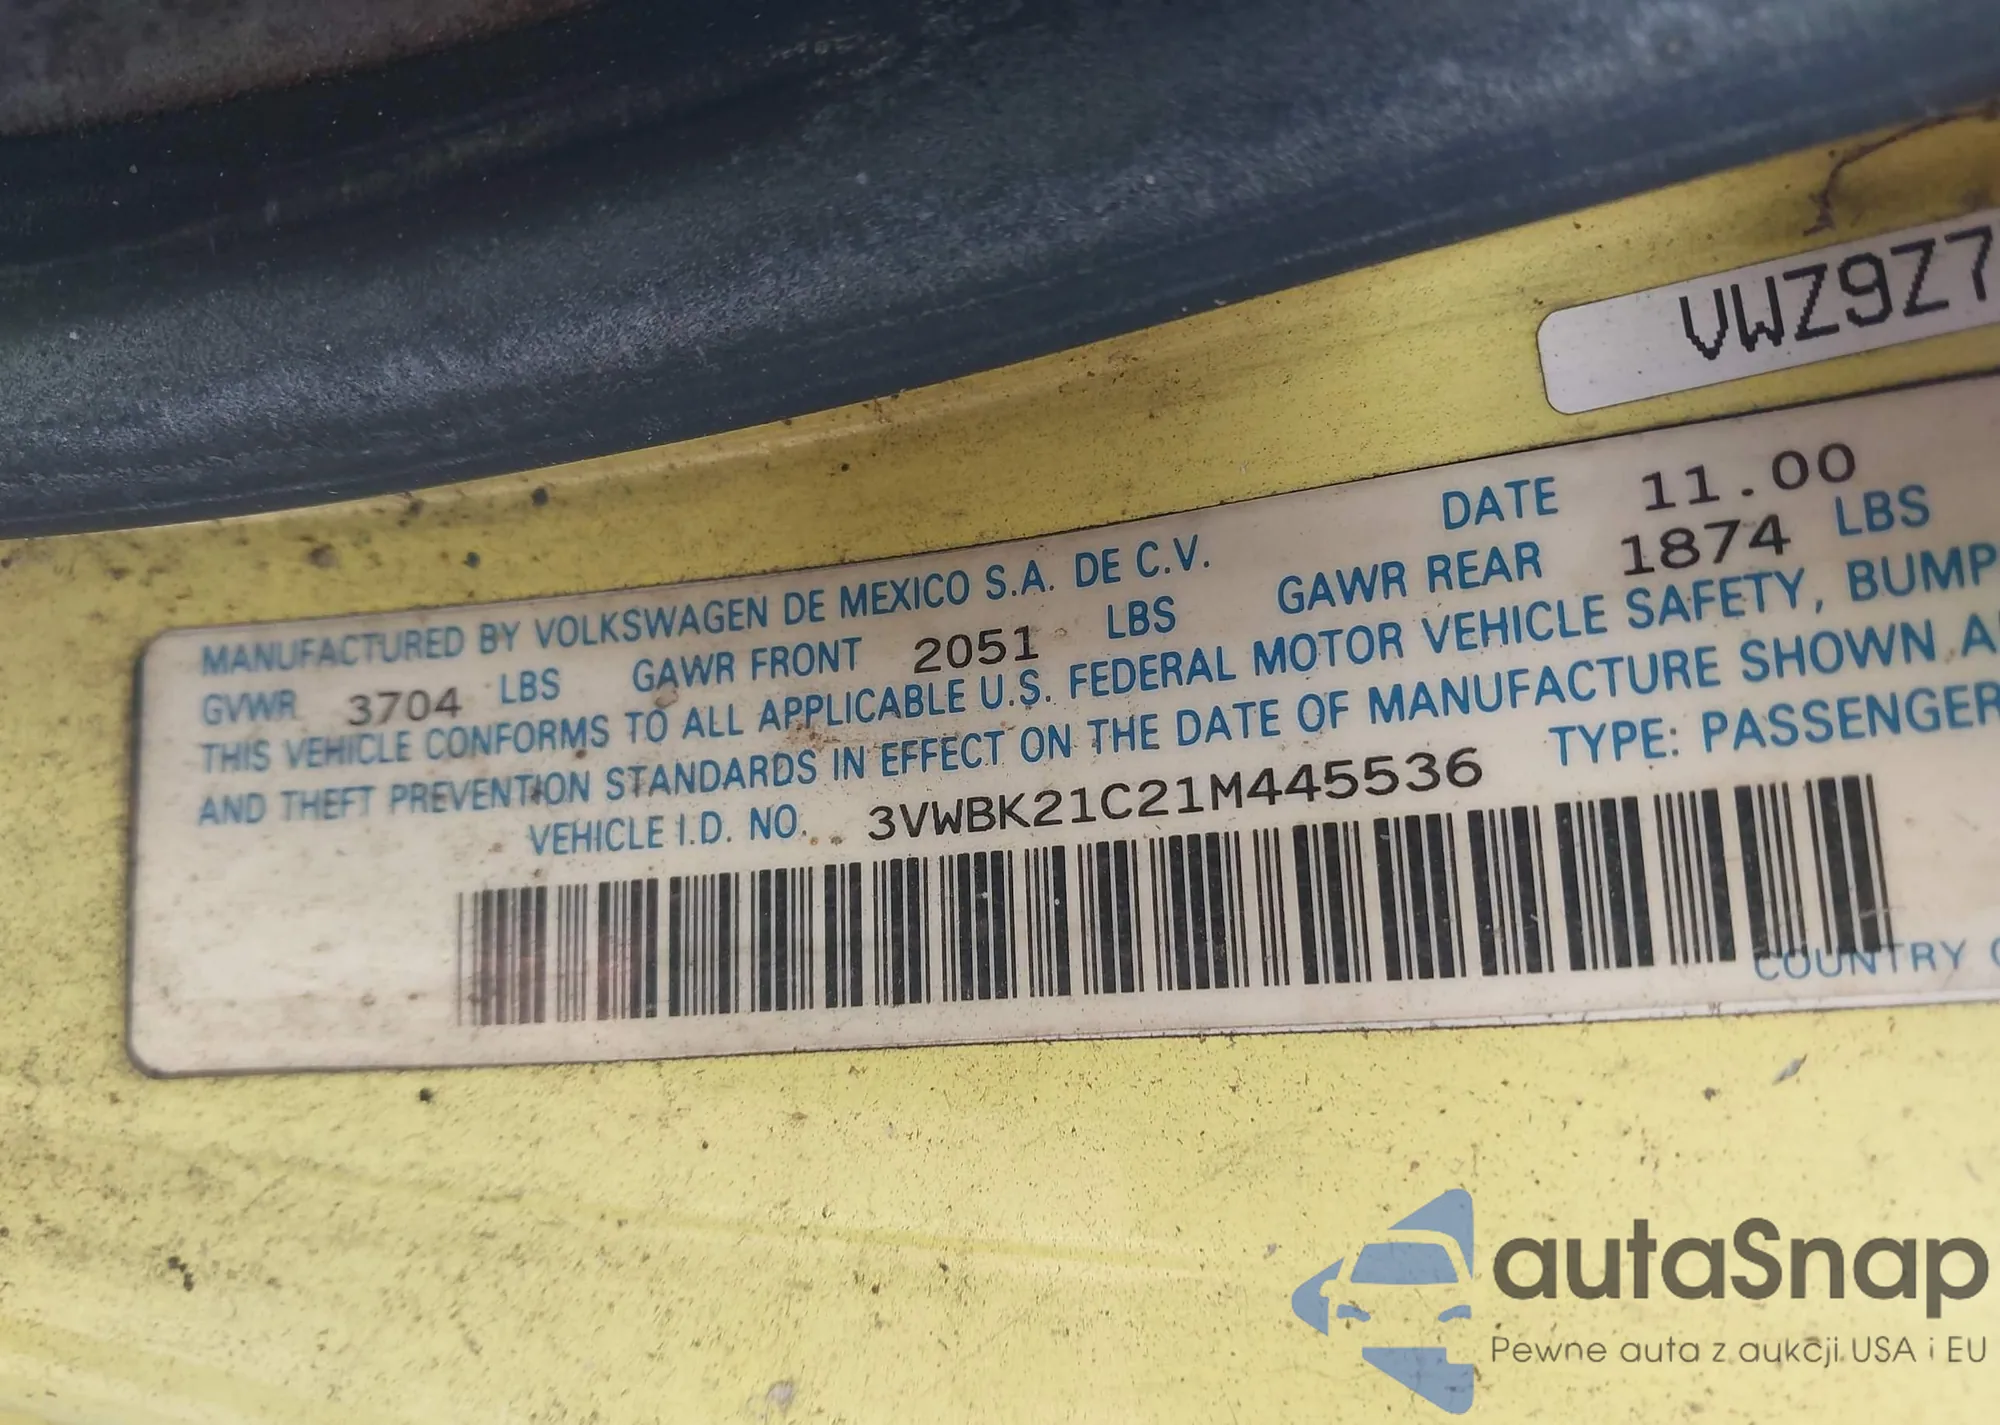 VWZ9Z7
DATE 11.00
MANUFACTURED BY VOLKSWAGEN DE MEXICO S.A. DE C.V.
GVWR 3704 LBS GAWR FRONT 2051 LBS GAWR REAR 1874 LBS
THIS VEHICLE CONFORMS TO ALL APPLICABLE U.S. FEDERAL MOTOR VEHICLE SAFETY, BUMP
AND THEFT PREVENTION STANDARDS IN EFFECT ON THE DATE OF MANUFACTURE SHOWN A
VEHICLE I.D. NO. 3VWBK21C21M445536 TYPE: PASSENGER
COUNTRY
autaSnap
Pewne auta z aukcji USA i EU